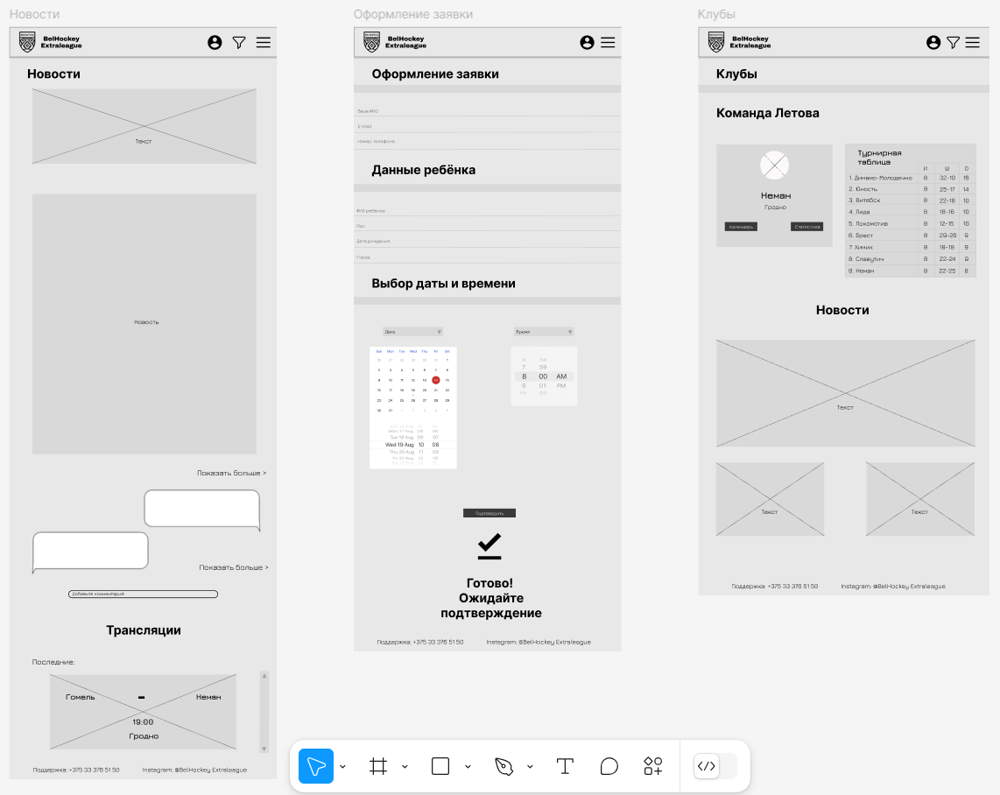 Новости
BelHockey
Extraleague
Новости
Текст
Новость
Показать больше >
Показать больше >
Добавьте комментарий
Трансляции
Последние:
Гомель – Неман
19:00
Гродно
Поддержка: +375 33 376 51 50 Instagram: @BelHockey Extraleague
Оформление заявки
BelHockey
Extraleague
Оформление заявки
Ваше ФИО
E-mail
Номер телефона
Данные ребёнка
ФИО ребёнка
Пол
Дата рождения
Город
Выбор даты и времени
Дата
Sun Mon Tue Wed Thu Fri Sat
26 27 28 29 30 31 1
2 3 4 5 6 7 8
9 10 11 12 13 14 15
16 17 18 19 20 21 22
23 24 25 26 27 28 29
30 31 1 2 3 4 5
Mon 17 Aug 08 06
Tue 18 Aug 09 07
Wed 19 Aug 10 08
Thu 20 Aug 11 09
Fri 21 Aug 12 10
Время
6 58
7 59
8 00 AM
9 01 PM
10 02
Подтвердить
Готово!
Ожидайте
подтверждение
Поддержка: +375 33 376 51 50 Instagram: @BelHockey Extraleague
Клубы
BelHockey
Extraleague
Клубы
Команда Летова
Неман
Гродно
Календарь
Статистика
Турнирная
таблица
И Ш О
1. Динамо-Молодечно 8 32-10 16
2. Юность 8 25-17 14
3. Витебск 8 22-18 10
4. Лида 8 18-16 10
5. Локомотив 8 12-15 10
6. Брест 8 29-26 9
7. Химик 8 18-18 9
8. Славутич 8 22-24 9
9. Неман 8 22-25 8
Новости
Текст
Текст
Текст
Поддержка: +375 33 376 51 50 Instagram: @BelHockey Extraleague